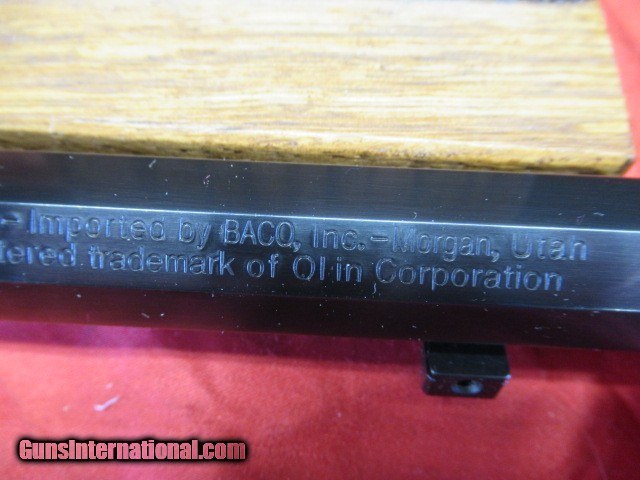 - Imported by BACO, Inc. - Morgan, Utah
tered trademark of Olin Corporation
GunsInternational.com